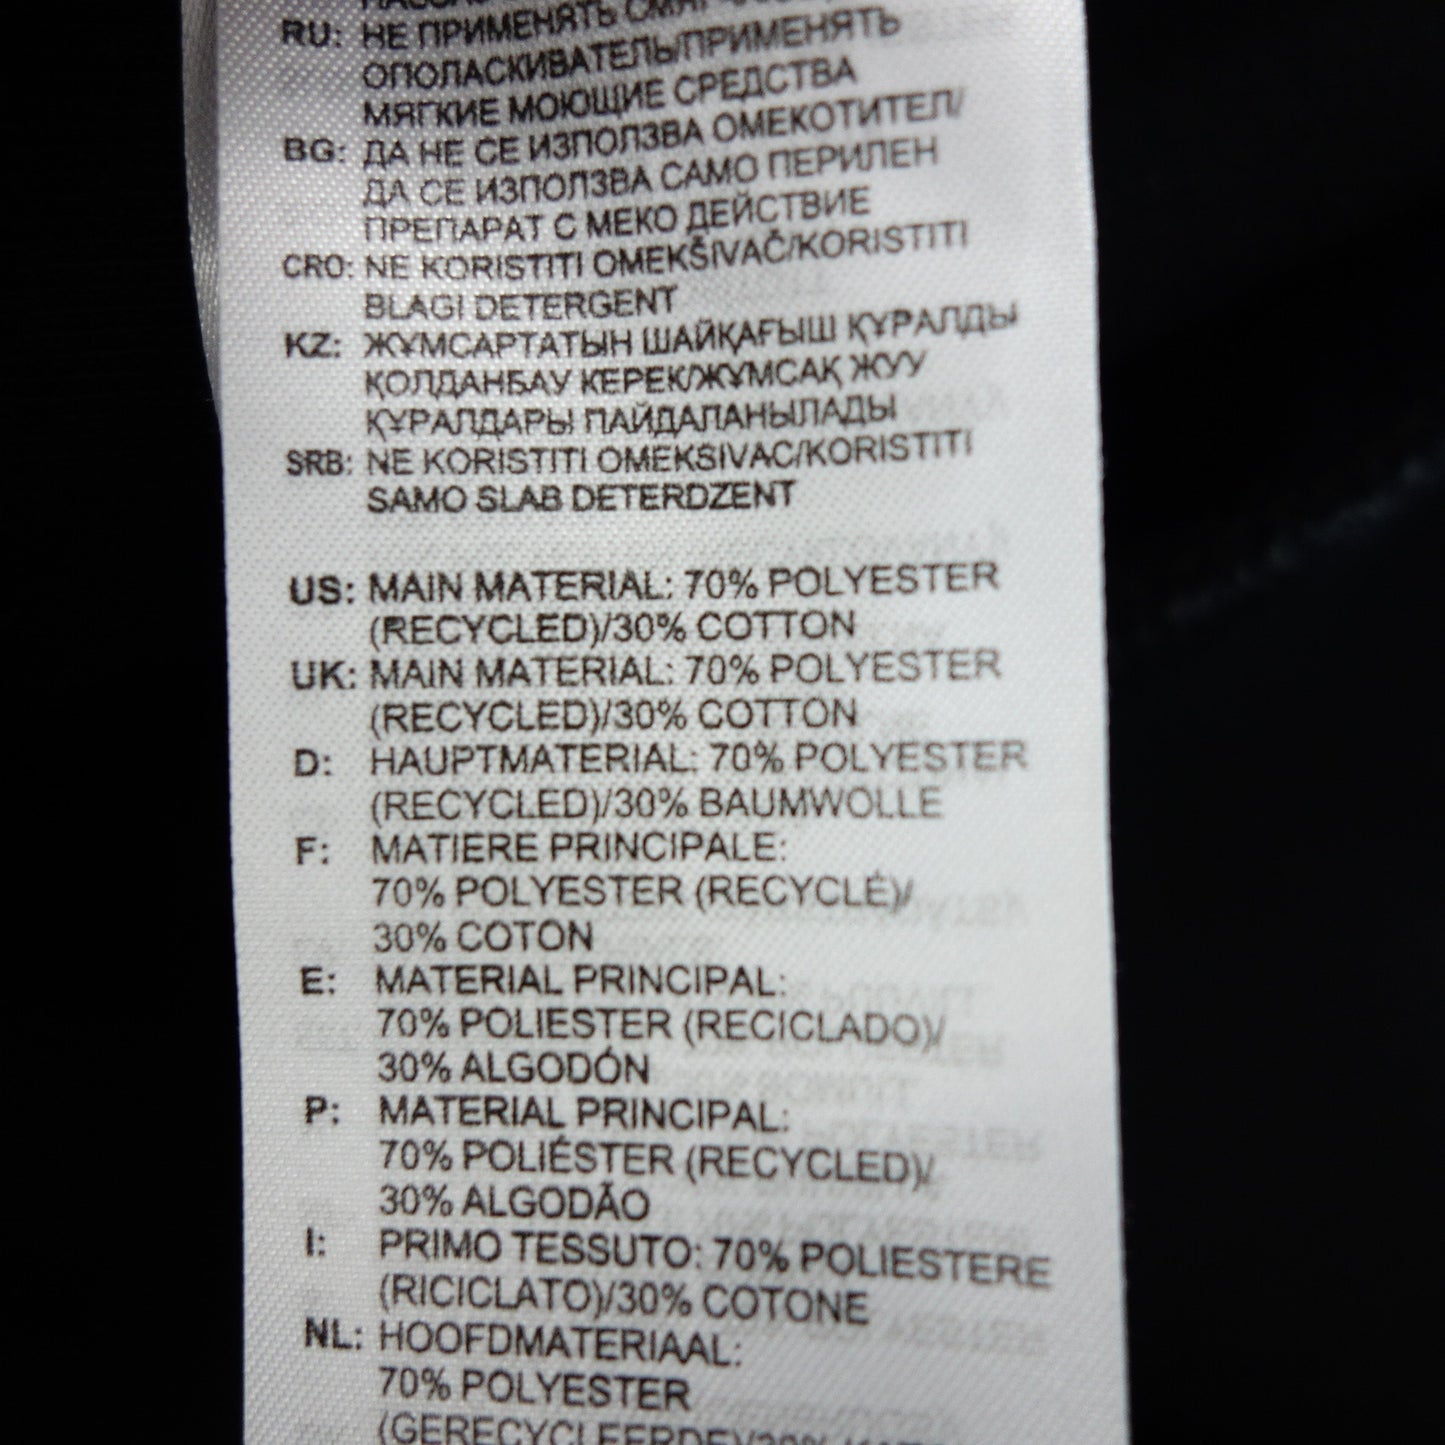 RU: НЕ ПРИМЕНЯТЬ
ОПОЛАСКИВАТЕЛЬ/ПРИМЕНЯТЬ
МЯГКИЕ МОЮЩИЕ СРЕДСТВА
BG: ДА НЕ СЕ ИЗПОЛЗВА ОМЕКОТИТЕЛ/
ДА СЕ ИЗПОЛЗВА САМО ПЕРИЛЕН
ПРЕПАРАТ С МЕКО ДЕЙСТВИЕ
CRO: NE KORISTITI OMEKŠIVAČ/KORISTITI
BLAGI DETERGENT
KZ: ЖҰМСАРТАТЫН ШАЙҚАҒЫШ ҚҰРАЛДЫ
ҚОЛДАНБАУ КЕРЕК/ЖҰМСАҚ ЖУУ
ҚҰРАЛДАРЫ ПАЙДАЛАНЫЛАДЫ
SRB: NE KORISTITI OMEKSIVAC/KORISTITI
SAMO SLAB DETERDZENT
US: MAIN MATERIAL: 70% POLYESTER
(RECYCLED)/30% COTTON
UK: MAIN MATERIAL: 70% POLYESTER
(RECYCLED)/30% COTTON
D: HAUPTMATERIAL: 70% POLYESTER
(RECYCLED)/30% BAUMWOLLE
F: MATIERE PRINCIPALE:
70% POLYESTER (RECYCLÉ)/
30% COTON
E: MATERIAL PRINCIPAL:
70% POLIESTER (RECICLADO)/
30% ALGODÓN
P: MATERIAL PRINCIPAL:
70% POLIÉSTER (RECYCLED)/
30% ALGODÃO
I: PRIMO TESSUTO: 70% POLIESTERE
(RICICLATO)/30% COTONE
NL: HOOFDMATERIAAL:
70% POLYESTER
(GERECYCLEERDE)/30%